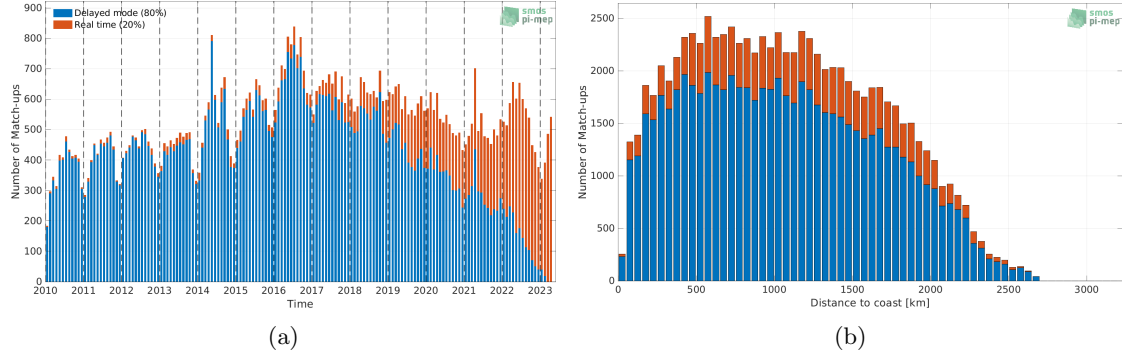 900
800
700
600
500
400
300
200
100
0
Number of Match-ups
Delayed mode (80%)
Real time (20%)
smos
pi-mep
2010 2011 2012 2013 2014 2015 2016 2017 2018 2019 2020 2021 2022 2023
Time
(a)
2500
2000
1500
1000
500
0
Number of Match-ups
smos
pi-mep
0 500 1000 1500 2000 2500 3000
Distance to coast [km]
(b)